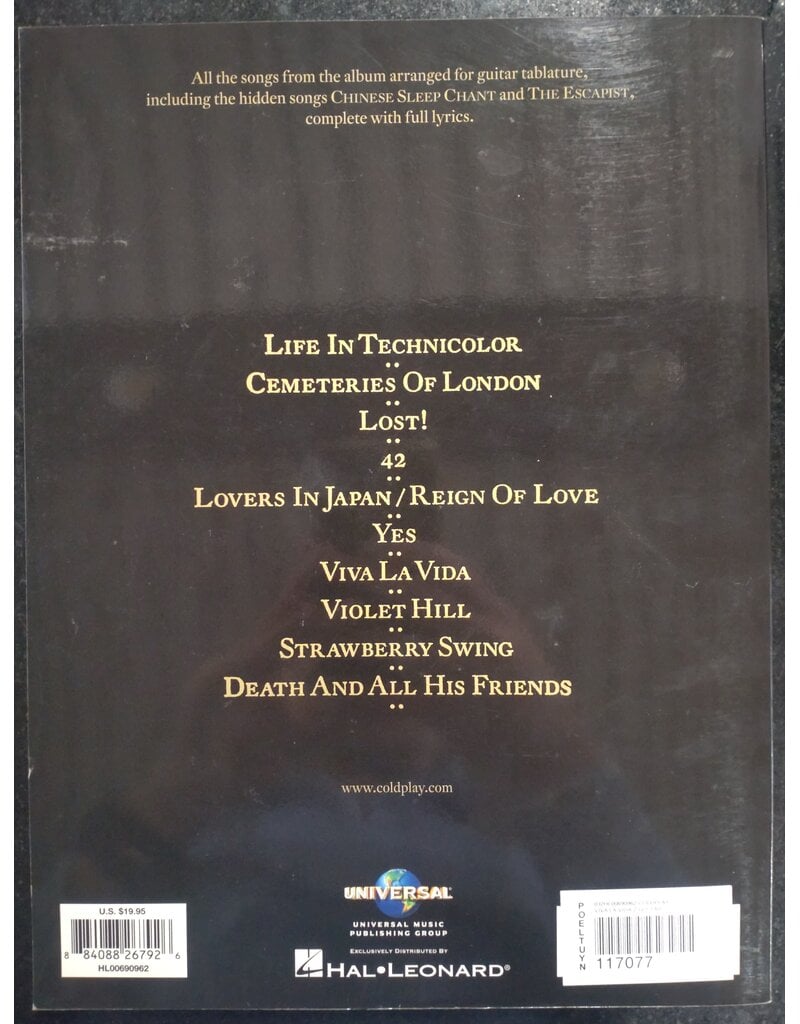 All the songs from the album arranged for guitar tablature,
including the hidden songs CHINESE SLEEP CHANT and THE ESCAPIST,
complete with full lyrics.
LIFE IN TECHNICOLOR
CEMETERIES OF LONDON
LOST!
42
LOVERS IN JAPAN / REIGN OF LOVE
YES
VIVA LA VIDA
VIOLET HILL
STRAWBERRY SWING
DEATH AND ALL HIS FRIENDS
www.coldplay.com
UNIVERSAL
UNIVERSAL MUSIC
PUBLISHING GROUP
EXCLUSIVELY DISTRIBUTED BY
HAL•LEONARD®
U.S. $19.95
8 84088 26792 6
HL00690962
POELTUYN
117077